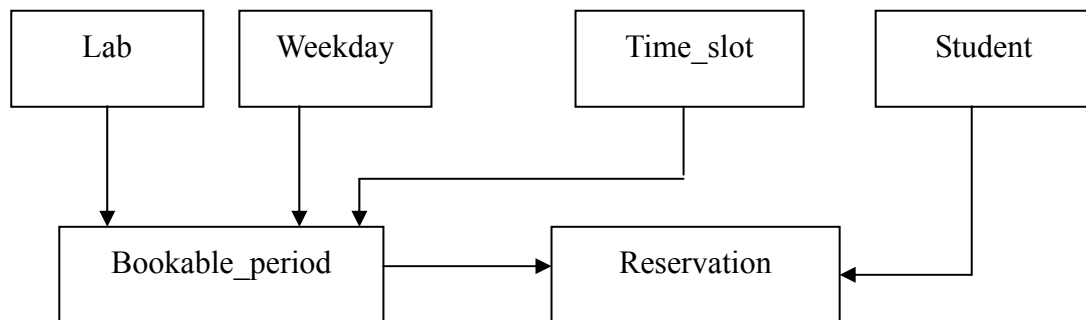 Lab
Weekday
Time_slot
Student
Bookable_period
Reservation